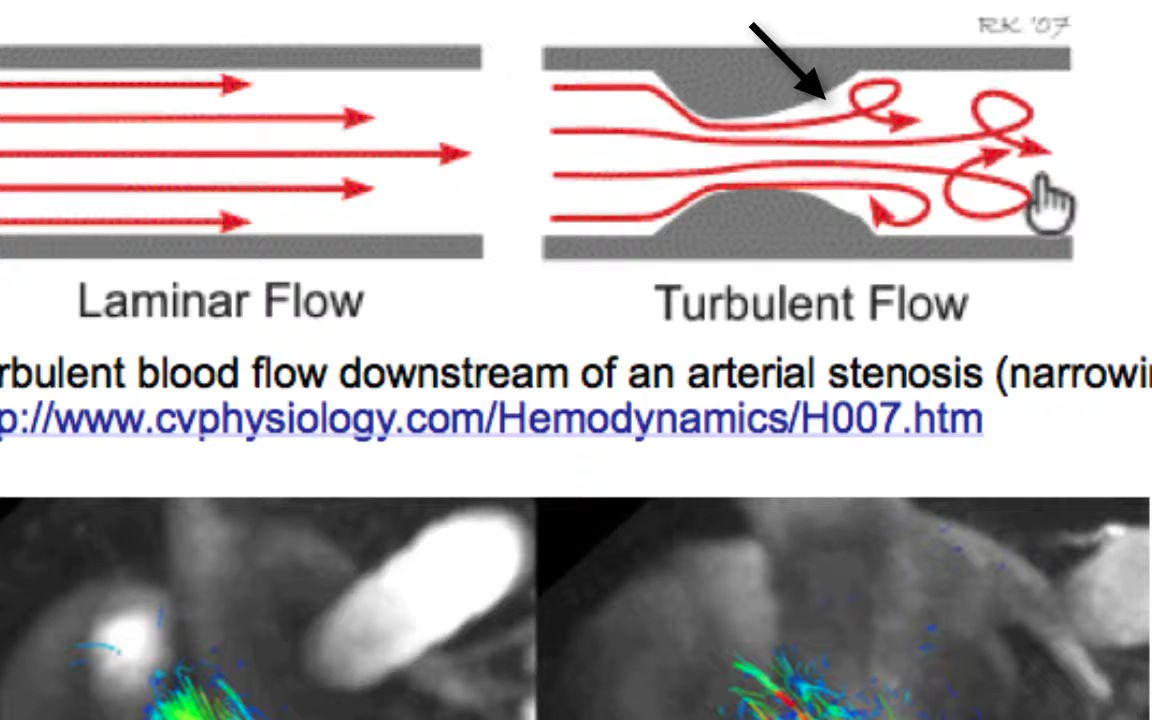 RK '07
Laminar Flow
Turbulent Flow
rbulent blood flow downstream of an arterial stenosis (narrowi
p://www.cvphysiology.com/Hemodynamics/H007.htm